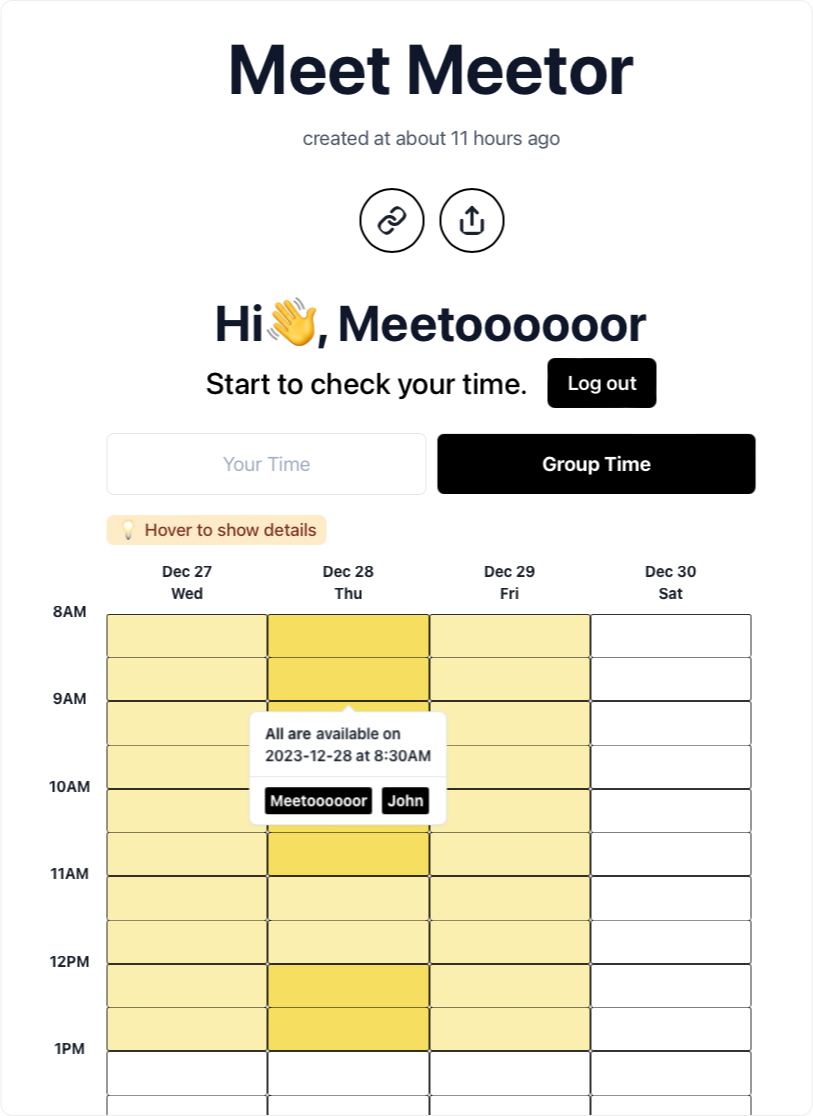 Meet Meetor
created at about 11 hours ago
Hi👋, Meetoooooor
Start to check your time. Log out
Your Time Group Time
💡 Hover to show details
Dec 27 Dec 28 Dec 29 Dec 30
Wed Thu Fri Sat
8AM
9AM
All are available on
2023-12-28 at 8:30AM
10AM
Meetoooooor John
11AM
12PM
1PM